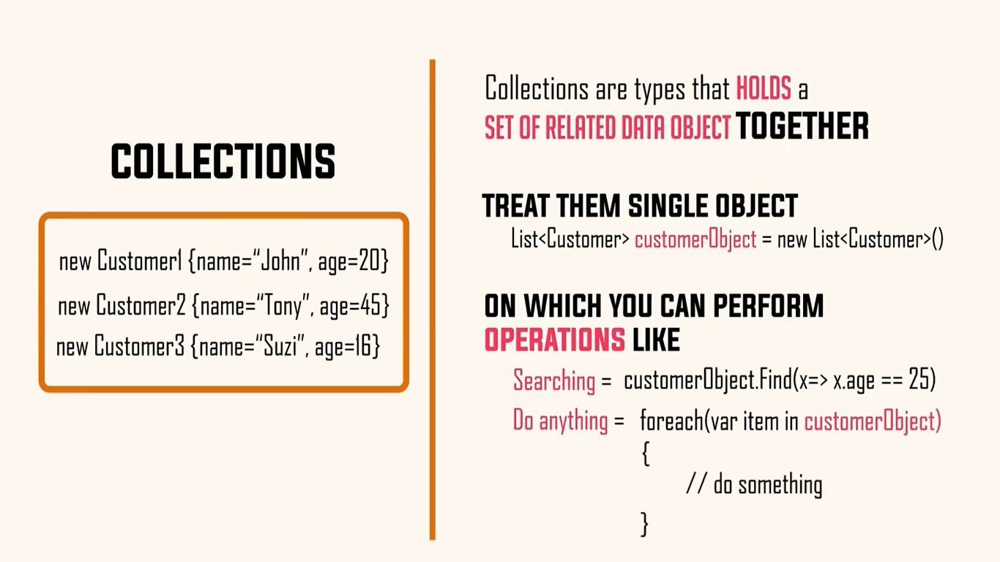 COLLECTIONS
new Customer1 {name=“John”, age=20}
new Customer2 {name=“Tony”, age=45}
new Customer3 {name=“Suzi”, age=16}
Collections are types that HOLDS a
SET OF RELATED DATA OBJECT TOGETHER
TREAT THEM SINGLE OBJECT
List<Customer> customerObject = new List<Customer>()
ON WHICH YOU CAN PERFORM
OPERATIONS LIKE
Searching = customerObject.Find(x=> x.age == 25)
Do anything = foreach(var item in customerObject)
{
// do something
}